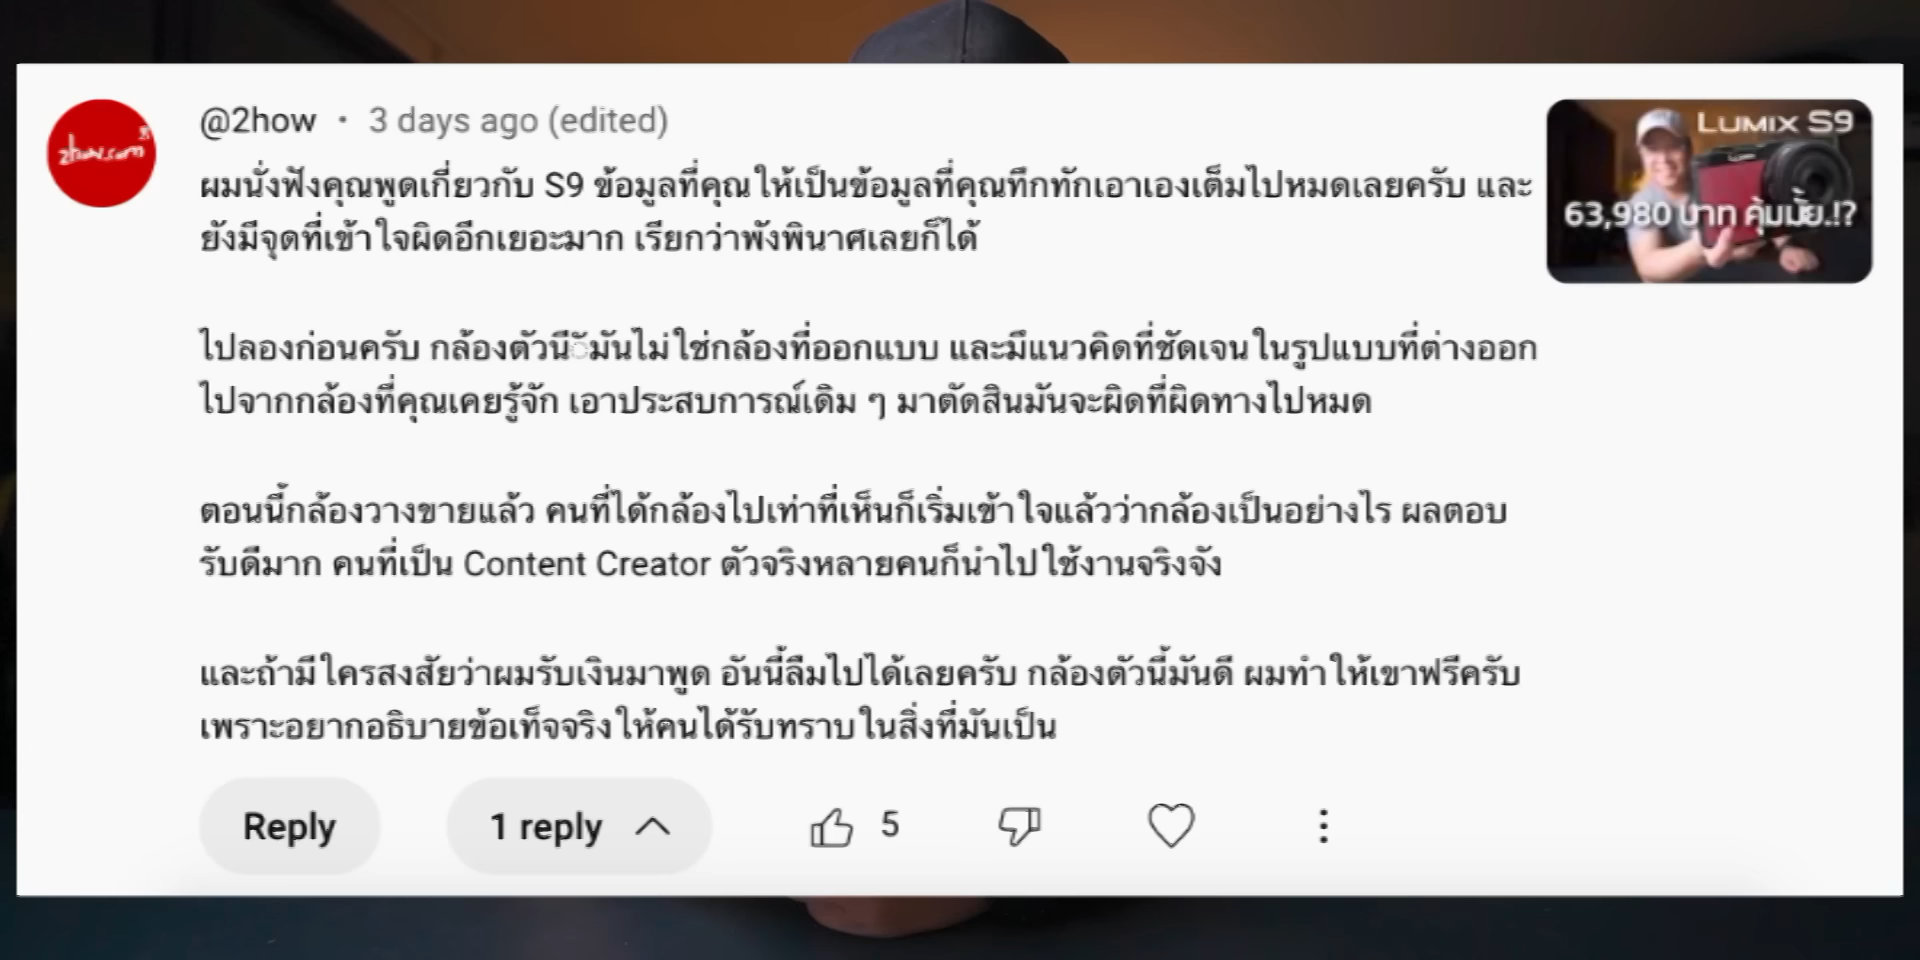 2how.com
@2how · 3 days ago (edited)
ผมนั่งฟังคุณพูดเกี่ยวกับ S9 ข้อมูลที่คุณให้เป็นข้อมูลที่คุณทึกทักเอาเองเต็มไปหมดเลยครับ และ
ยังมีจุดที่เข้าใจผิดอีกเยอะมาก เรียกว่าพังพินาศเลยก็ได้
LUMIX S9
63,980 บาท คุ้มมั้ย.!?
ไปลองก่อนครับ กล้องตัวนีัมันไม่ใช่กล้องที่ออกแบบ และมีแนวคิดที่ชัดเจนในรูปแบบที่ต่างออก
ไปจากกล้องที่คุณเคยรู้จัก เอาประสบการณ์เดิม ๆ มาตัดสินมันจะผิดที่ผิดทางไปหมด
ตอนนี้กล้องวางขายแล้ว คนที่ได้กล้องไปเท่าที่เห็นก็เริ่มเข้าใจแล้วว่ากล้องเป็นอย่างไร ผลตอบ
รับดีมาก คนที่เป็น Content Creator ตัวจริงหลายคนก็นำไปใช้งานจริงจัง
และถ้ามีใครสงสัยว่าผมรับเงินมาพูด อันนี้ลืมไปได้เลยครับ กล้องตัวนี้มันดี ผมทำให้เขาฟรีครับ
เพราะอยากอธิบายข้อเท็จจริงให้คนได้รับทราบในสิ่งที่มันเป็น
Reply
1 reply
5